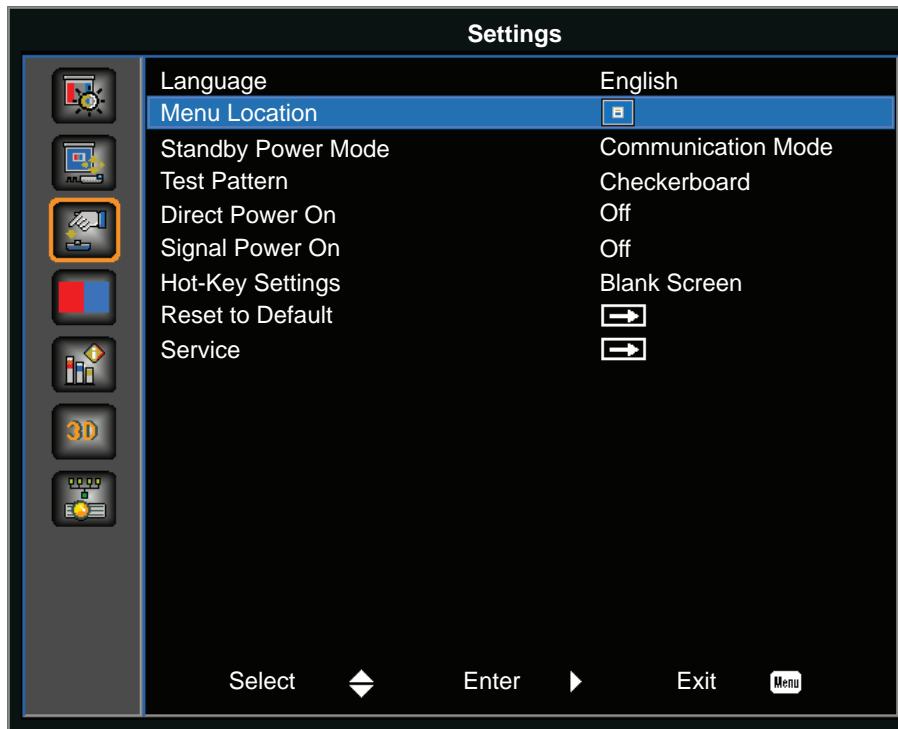 Settings
Language English
Menu Location
Standby Power Mode Communication Mode
Test Pattern Checkerboard
Direct Power On Off
Signal Power On Off
Hot-Key Settings Blank Screen
Reset to Default
Service
3D
Select Enter Exit Menu